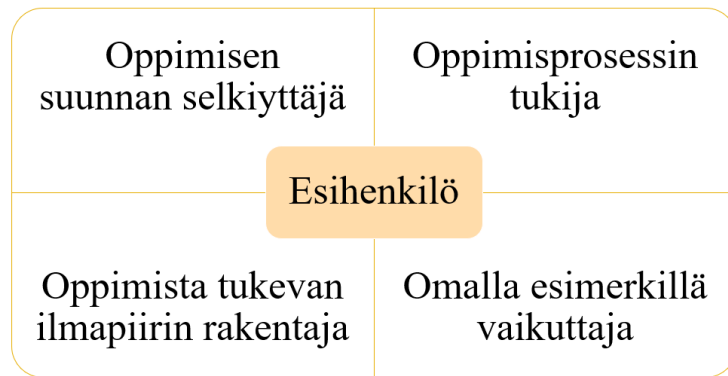 Oppimisen
suunnan selkiyttäjä
Oppimisprosessin
tukija
Esihenkilö
Oppimista tukevan
ilmapiirin rakentaja
Omalla esimerkillä
vaikuttaja